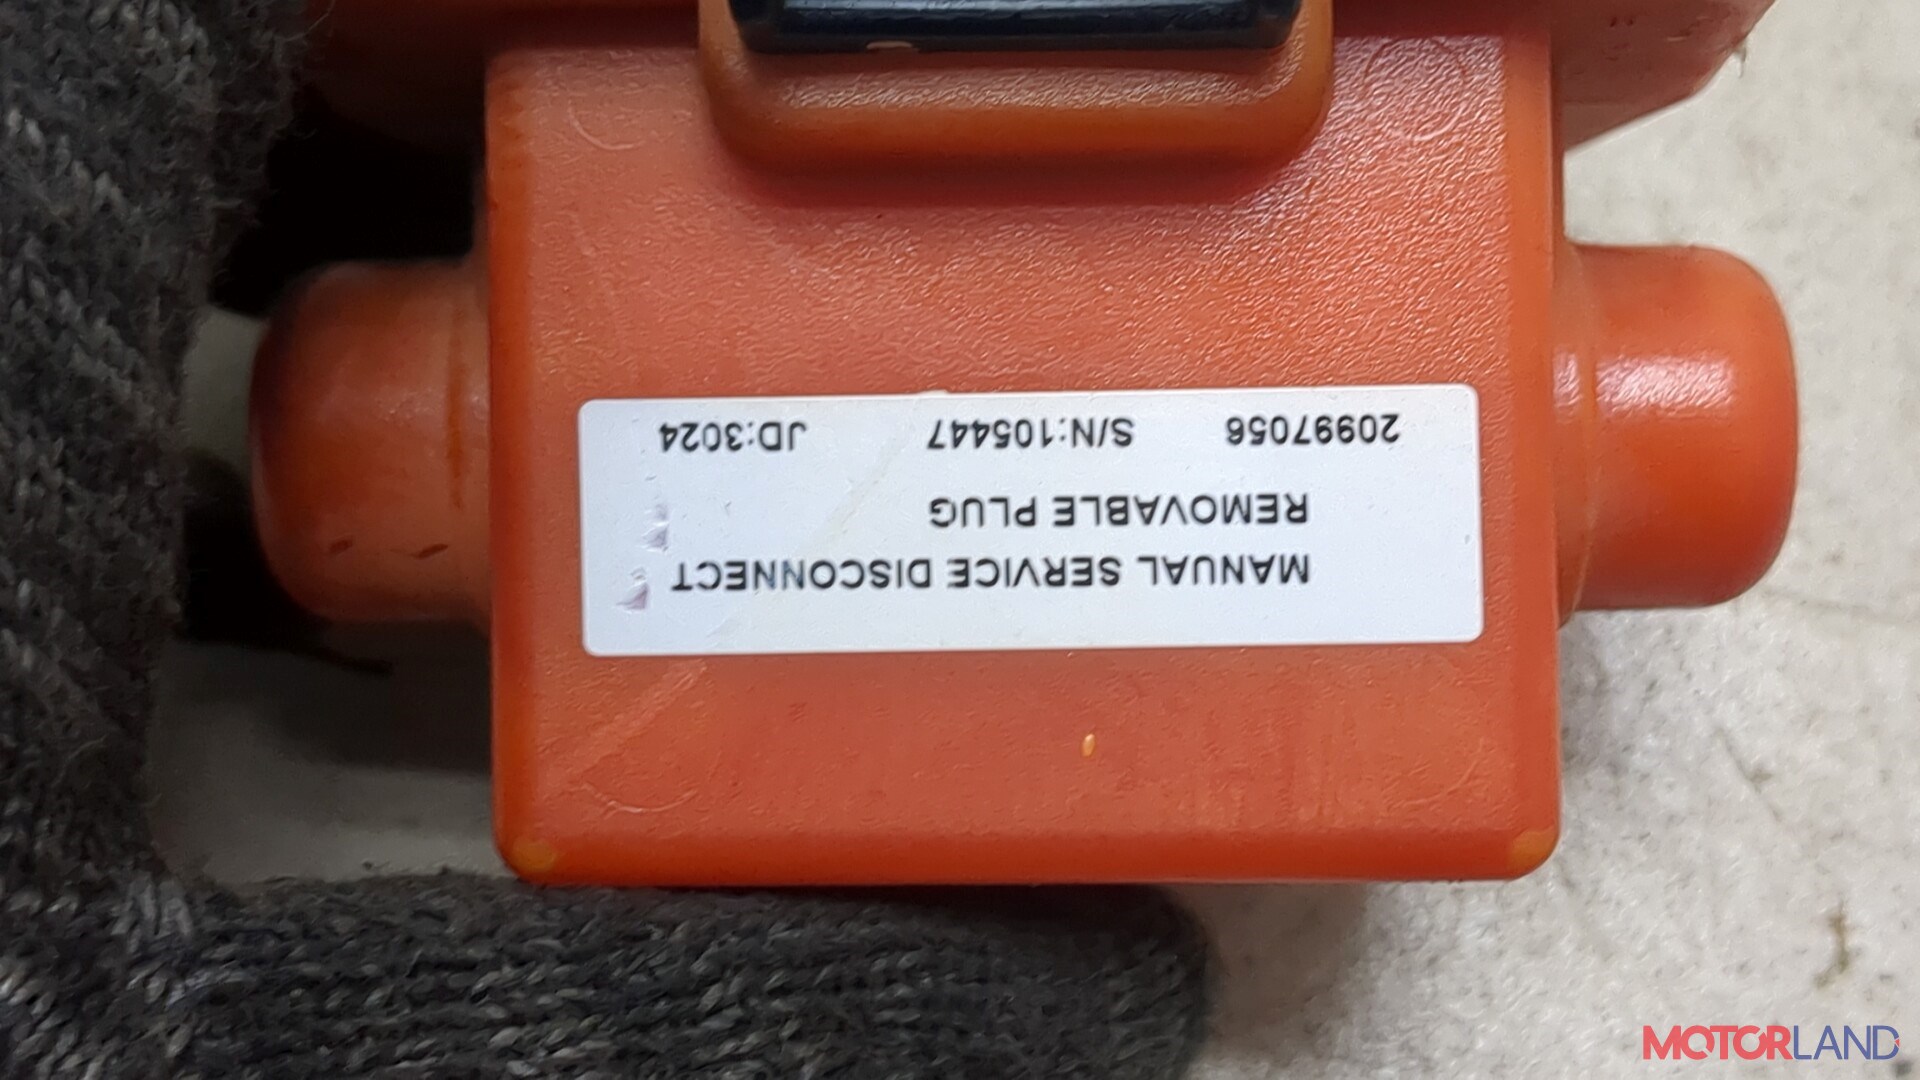 MANUAL SERVICE DISCONNECT
REMOVABLE PLUG
20997056 S/N:105447 JD:3024
MOTORLAND